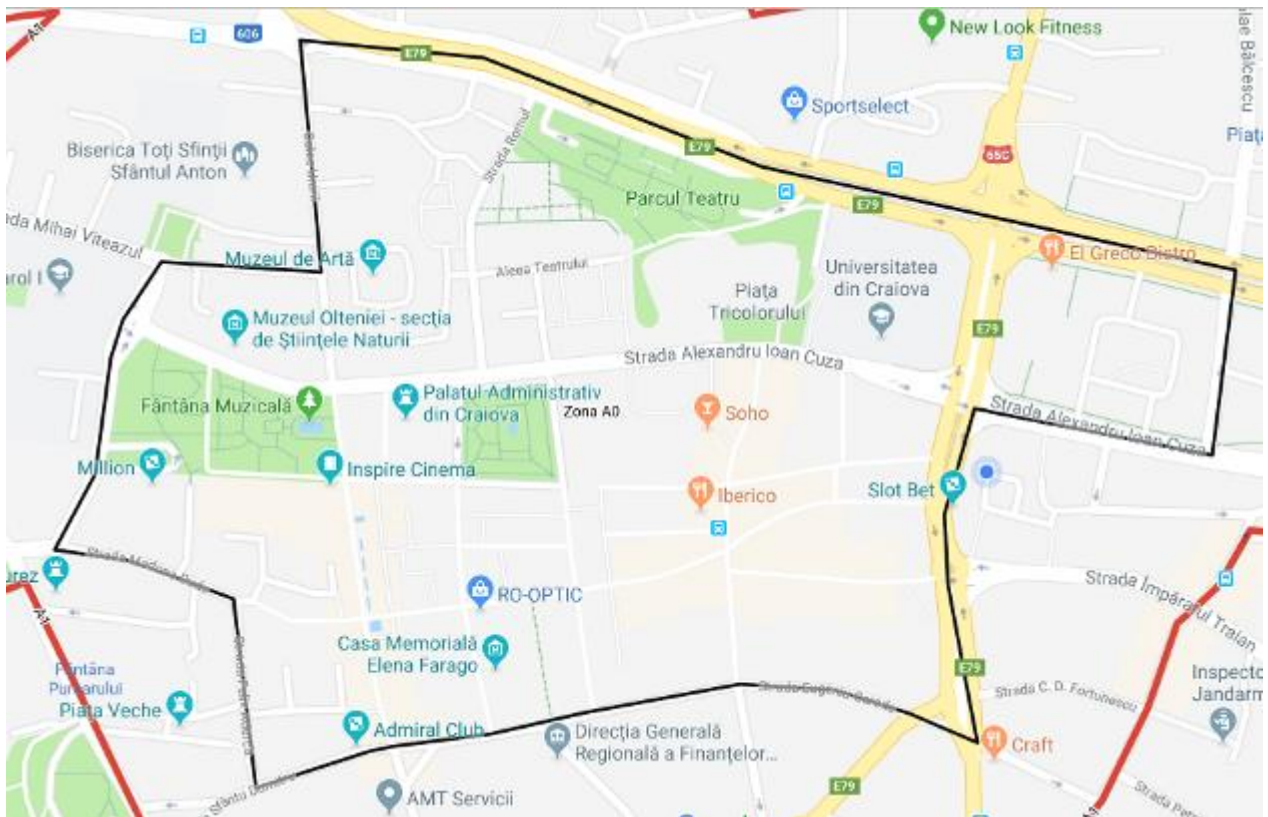 A1
606
E79
New Look Fitness
Sportselect
Biserica Toți Sfinții
Sfântul Anton
Strada Romul
E79
65C
Parcul Teatru
E79
Mihai Viteazul
Muzeul de Artă
Aleea Teatrului
El Greco Bistro
Universitatea
din Craiova
Piața
Tricolorului
Muzeul Olteniei - secția
de Științele Naturii
E79
Strada Alexandru Ioan Cuza
Palatul Administrativ
din Craiova
Fântâna Muzicală
Zona A0
Soho
Strada Alexandru Ioan Cuza
Million
Inspire Cinema
Iberico
Slot Bet
RO-OPTIC
Strada Împăratul Traian
A1
Casa Memorială
Elena Farago
E79
Piața Veche
Strada C. D. Fortunescu
Admiral Club
Direcția Generală
Regională a Finanțelor...
Craft
E79
AMT Servicii
Sfântu Dumitru